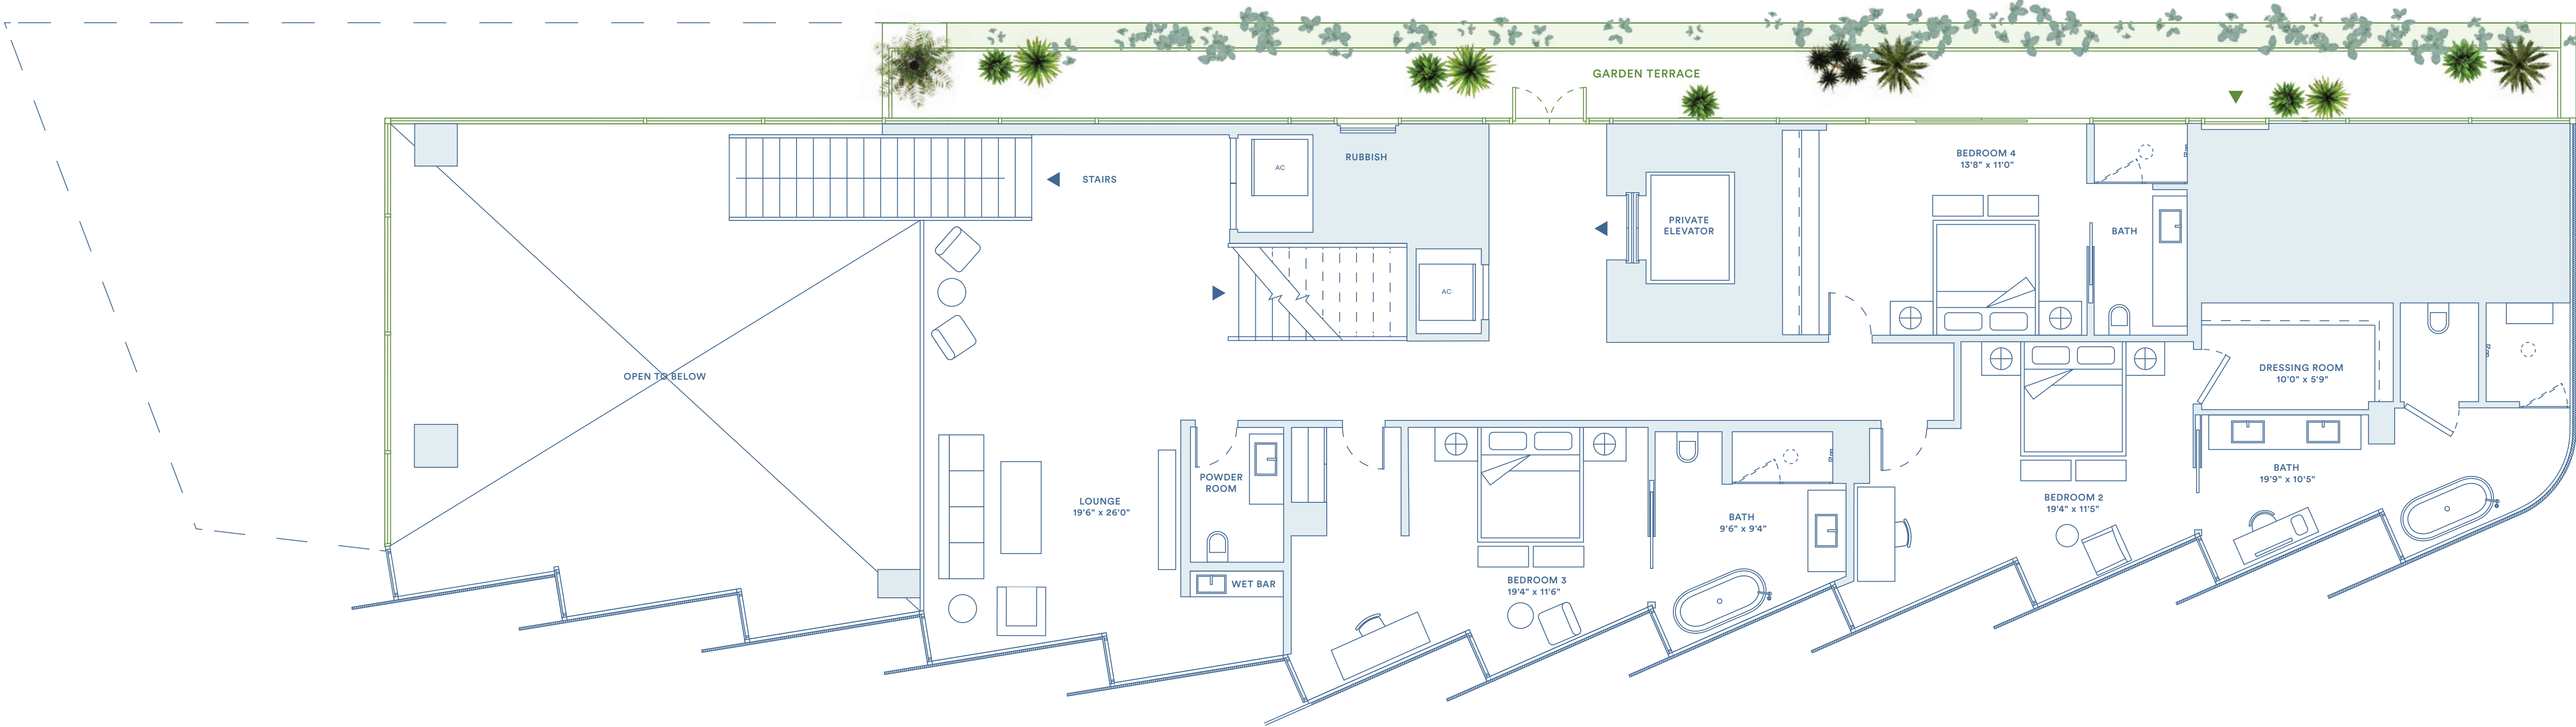 GARDEN TERRACE
RUBBISH
AC
STAIRS
BEDROOM 4
13'8" x 11'0"
PRIVATE
ELEVATOR
BATH
AC
OPEN TO BELOW
DRESSING ROOM
10'0" x 5'9"
POWDER
ROOM
LOUNGE
19'6" x 26'0"
BATH
19'9" x 10'5"
BEDROOM 2
19'4" x 11'5"
BATH
9'6" x 9'4"
BEDROOM 3
19'4" x 11'6"
WET BAR